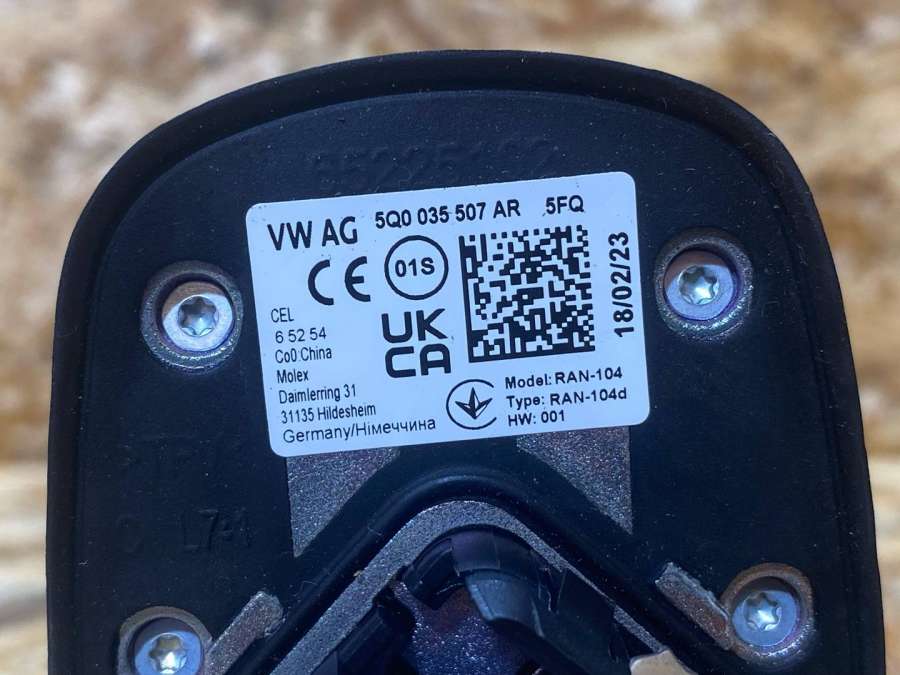 VW AG 5Q0 035 507 AR 5FQ
CE 01S
18/02/23
CEL
6 52 54
Co0:China
Molex
Daimlerring 31
31135 Hildesheim
Germany/Німеччина
UK
CA
Model: RAN-104
Type: RAN-104d
HW: 001